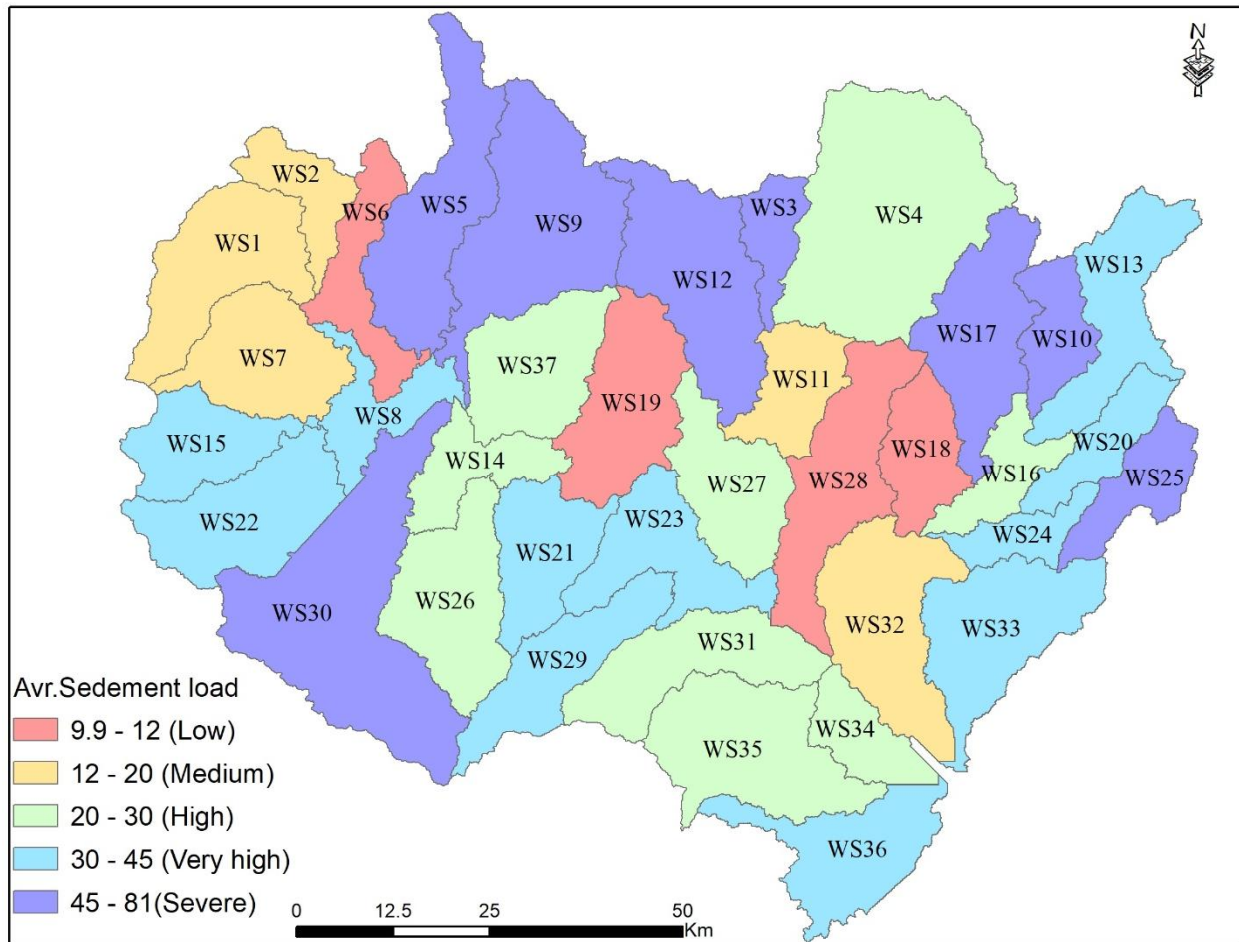 N
WS2
WS6
WS5
WS9
WS3
WS4
WS1
WS12
WS13
WS17
WS10
WS7
WS37
WS11
WS19
WS8
WS15
WS20
WS18
WS14
WS16
WS25
WS28
WS27
WS22
WS23
WS24
WS21
WS30
WS26
WS32
WS33
WS31
WS29
WS34
WS35
WS36
Avr.Sedement load
9.9 - 12 (Low)
12 - 20 (Medium)
20 - 30 (High)
30 - 45 (Very high)
45 - 81(Severe)
0 12.5 25 50
Km